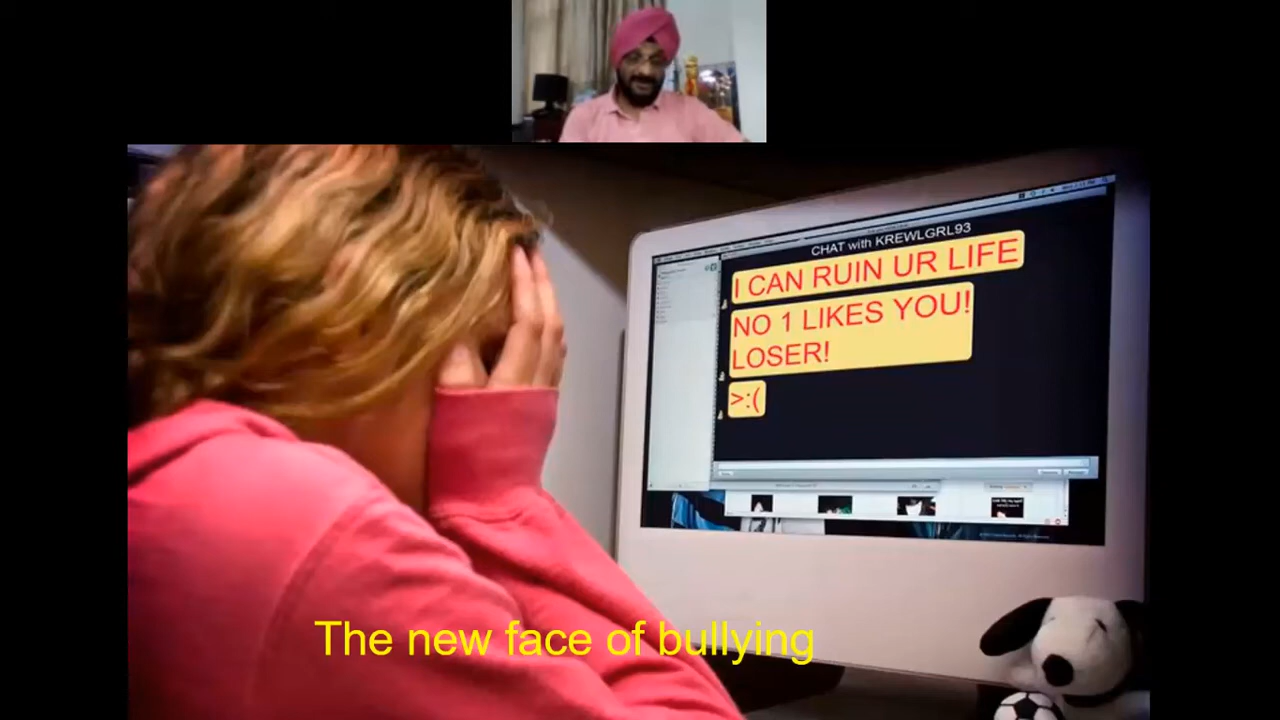 CHAT with KREWLGRL93
I CAN RUIN UR LIFE
NO 1 LIKES YOU!
LOSER!
>:(
The new face of bullying